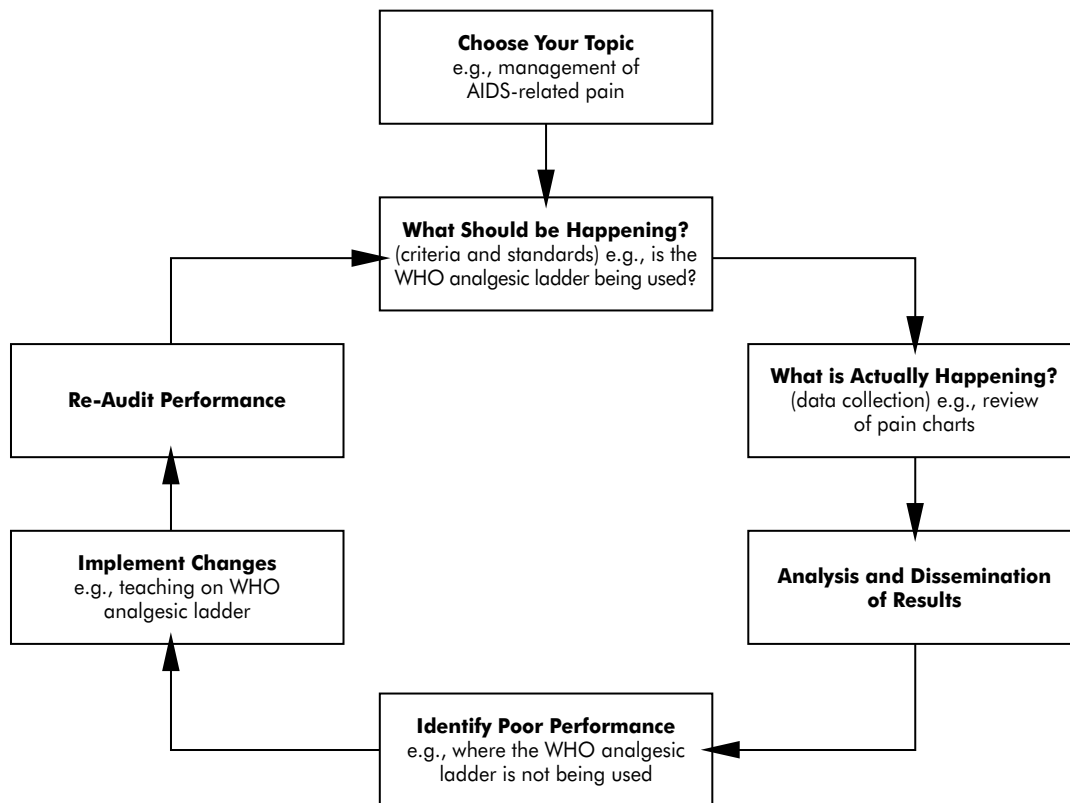 Choose Your Topic
e.g., management of
AIDS-related pain
What Should be Happening?
(criteria and standards) e.g., is the
WHO analgesic ladder being used?
What is Actually Happening?
(data collection) e.g., review
of pain charts
Analysis and Dissemination
of Results
Identify Poor Performance
e.g., where the WHO analgesic
ladder is not being used
Implement Changes
e.g., teaching on WHO
analgesic ladder
Re-Audit Performance